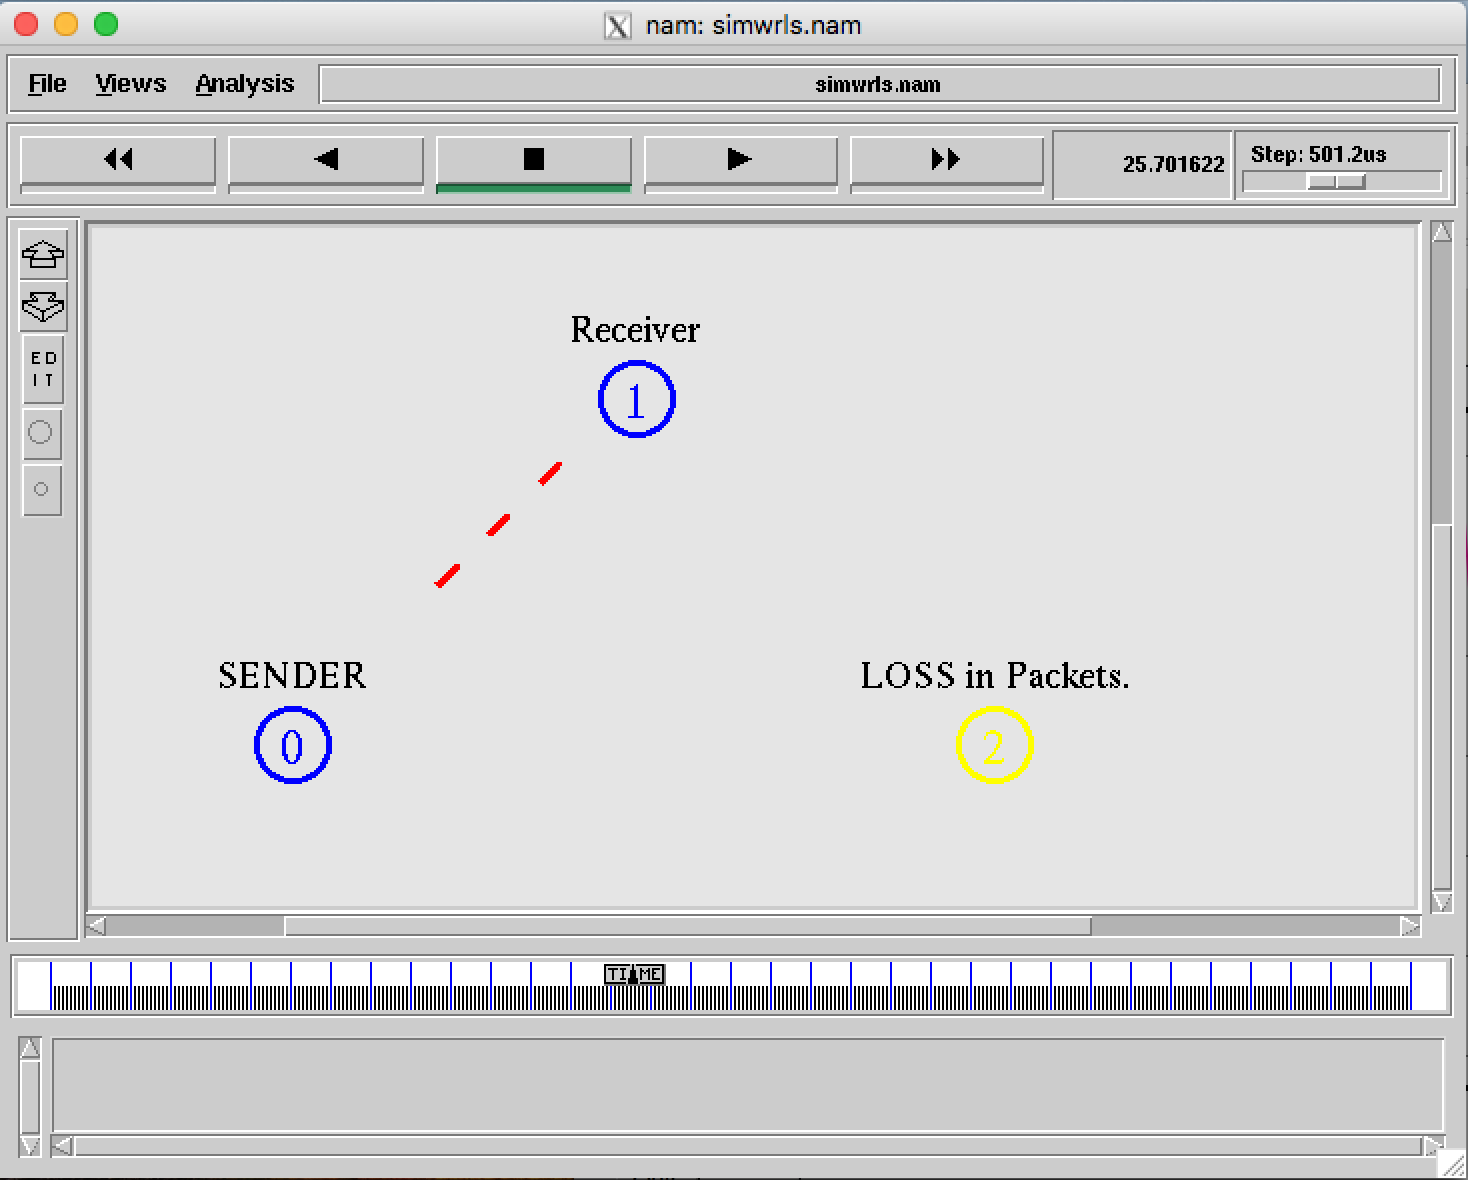 nam: simwrls.nam
File Views Analysis simwrls.nam
25.701622 Step: 501.2us
ED
IT
Receiver
1
SENDER
0
LOSS in Packets.
2
TIME